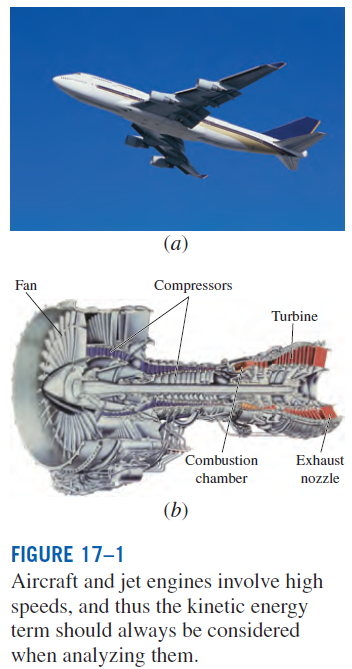 (a)
Fan
Compressors
Turbine
Combustion
chamber
Exhaust
nozzle
(b)
FIGURE 17–1
Aircraft and jet engines involve high
speeds, and thus the kinetic energy
term should always be considered
when analyzing them.